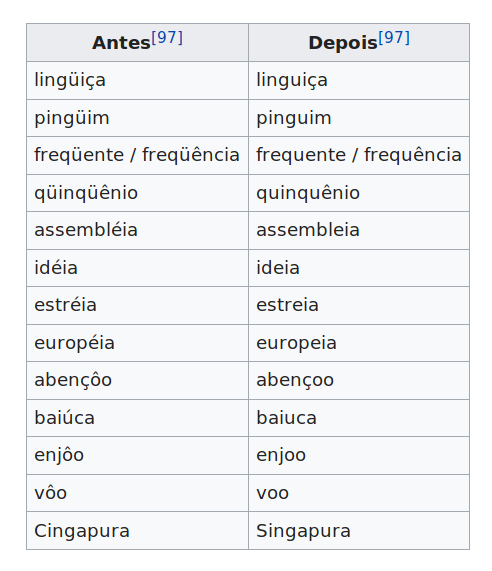 Antes[97] Depois[97]
lingüiça linguiça
pingüim pinguim
freqüente / freqüência frequente / frequência
qüinqüênio quinquênio
assembléia assembleia
idéia ideia
estréia estreia
européia europeia
abençôo abençoo
baiúca baiuca
enjôo enjoo
vôo voo
Cingapura Singapura